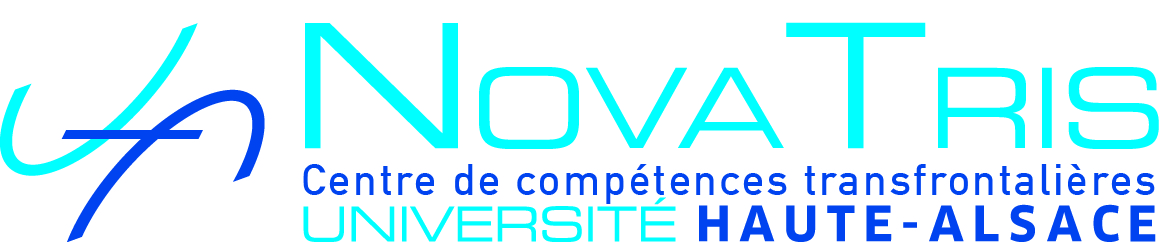 NOVATRIS
Centre de compétences transfrontalières
UNIVERSITÉ HAUTE-ALSACE